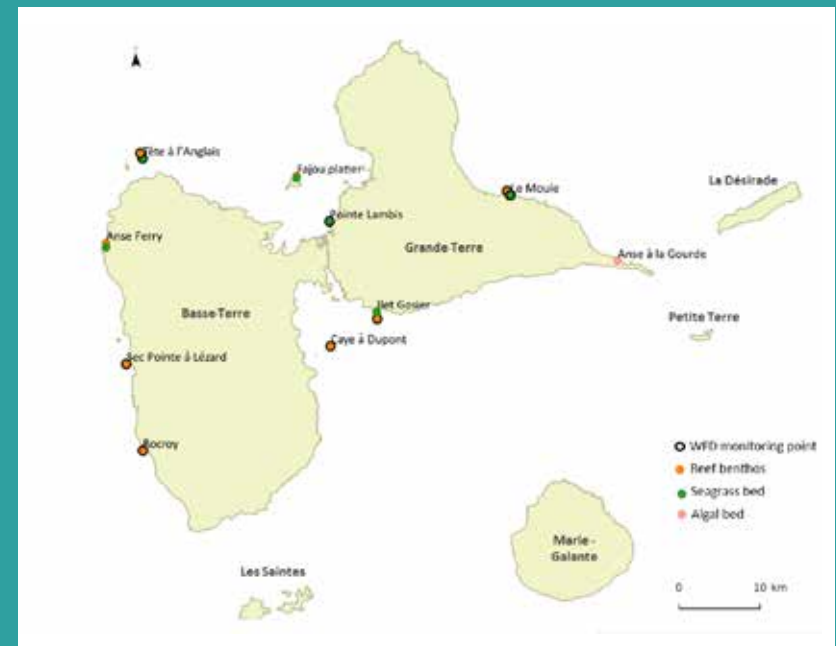 Tête à l'Anglais
Fajou platier
Le Moule
La Désirade
Pointe Lambis
Anse Ferry
Grande-Terre
Anse à la Gourde
Ilet Gosier
Basse-Terre
Petite Terre
Caye à Dupont
Sec Pointe à Lézard
Rocroy
WFD monitoring point
Reef benthos
Seagrass bed
Algal bed
Marie-
Galante
Les Saintes
0 10 km